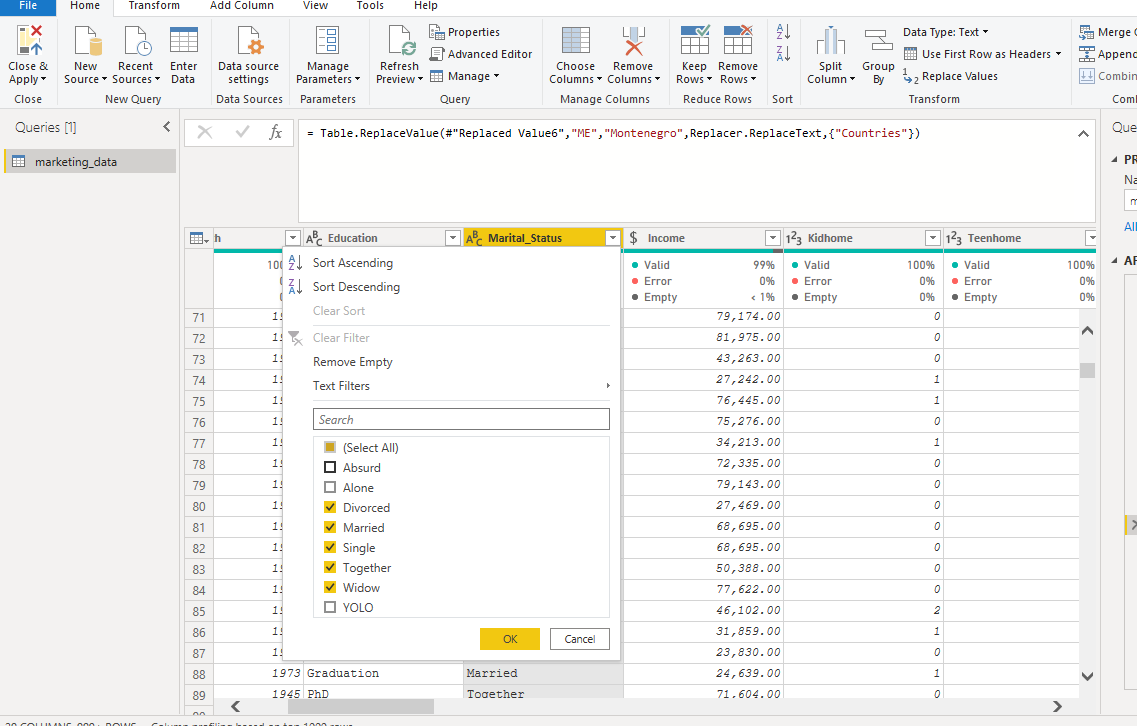 File Home Transform Add Column View Tools Help
Close & Apply
New Source
Recent Sources
Enter Data
Data source settings
Manage Parameters
Refresh Preview
Properties
Advanced Editor
Manage
Choose Columns
Remove Columns
Keep Rows
Remove Rows
Split Column
Group By
Data Type: Text
Use First Row as Headers
Replace Values
Merge
Append
Combin
Close New Query Data Sources Parameters Query Manage Columns Reduce Rows Sort Transform
Queries [1]
marketing_data
fx = Table.ReplaceValue(#"Replaced Value6","ME","Montenegro",Replacer.ReplaceText,{"Countries"})
Que
PR
Na
m
All
AP
h ABC Education ABC Marital_Status $ Income 123 Kidhome 123 Teenhome
Valid 99% Valid 100% Valid 100%
Error 0% Error 0% Error 0%
Empty < 1% Empty 0% Empty 0%
Sort Ascending
Sort Descending
Clear Sort
Clear Filter
Remove Empty
Text Filters
Search
(Select All)
Absurd
Alone
Divorced
Married
Single
Together
Widow
YOLO
OK Cancel
71 79,174.00 0
72 81,975.00 0
73 43,263.00 0
74 27,242.00 1
75 76,445.00 1
76 75,276.00 0
77 34,213.00 1
78 72,335.00 0
79 79,143.00 0
80 27,469.00 0
81 68,695.00 0
82 68,695.00 0
83 50,388.00 0
84 77,622.00 0
85 46,102.00 2
86 31,859.00 1
87 23,830.00 0
88 1973 Graduation Married 24,639.00 1
89 1945 PhD Together 71,604.00 0